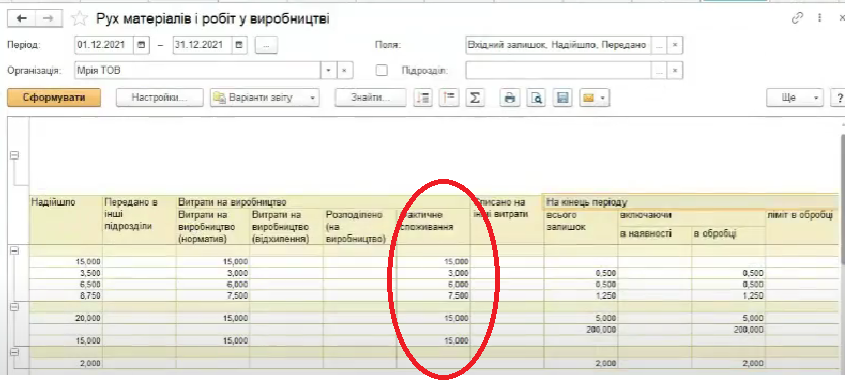 Рух матеріалів і робіт у виробництві
Період: 01.12.2021 – 31.12.2021 ... Поля: Вхідний залишок, Надійшло, Передано ... ×
Організація: Мрія ТОВ × Підрозділ: ... ×
Сформувати Настройки... Варіанти звіту Знайти... Σ Ще ?
Надійшло Передано в Витрати на виробництво Фактичне Списано на На кінець періоду
інші Витрати на Витрати на Розподілено споживання інші витрати всього включаючи ліміт в обробці
підрозділи виробництво виробництво (на залишок в наявності в обробці
(норматив) (відхилення) виробництво)
15,000 15,000 15,000
3,500 3,000 3,000 0,500 0,500
6,500 6,000 6,000 0,500 0,500
8,750 7,500 7,500 1,250 1,250
20,000 15,000 15,000 5,000 5,000
200,000 200,000
15,000 15,000 15,000
2,000 2,000 2,000